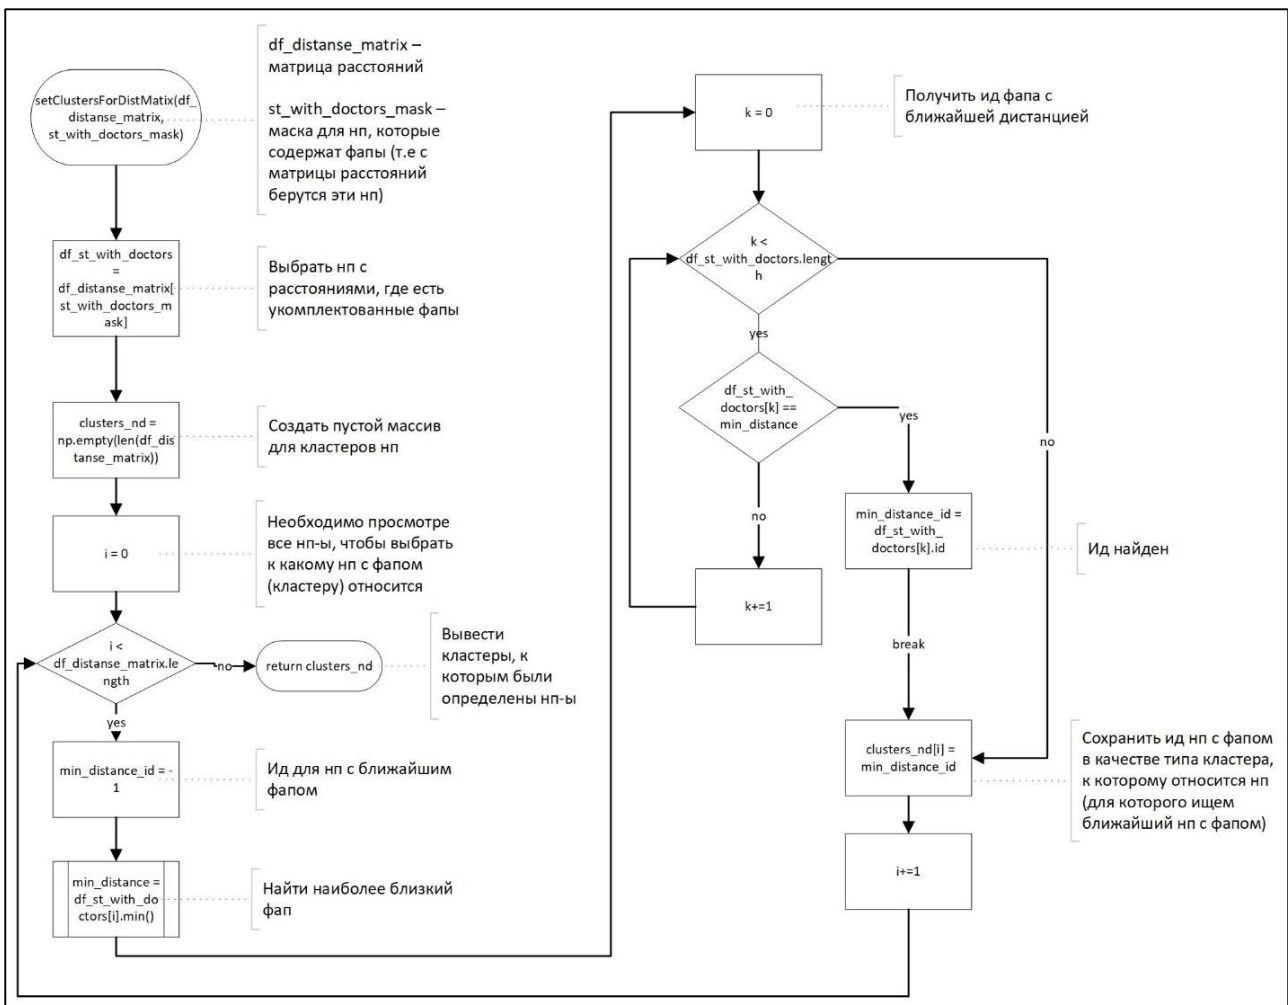 setClustersForDistMatix(df_
distanse_matrix,
st_with_doctors_mask)
df_distanse_matrix –
матрица расстояний
st_with_doctors_mask –
маска для нп, которые
содержат фапы (т.е с
матрицы расстояний
берутся эти нп)
df_st_with_doctors
=
df_distanse_matrix[
st_with_doctors_m
ask]
Выбрать нп с
расстояниями, где есть
укомплектованные фапы
clusters_nd =
np.empty(len(df_dis
tanse_matrix))
Создать пустой массив
для кластеров нп
i = 0
Необходимо просмотре
все нп-ы, чтобы выбрать
к какому нп с фапом
(кластеру) относится
i <
df_distanse_matrix.le
ngth
no
return clusters_nd
Вывести
кластеры, к
которым были
определены нп-ы
yes
min_distance_id = -
1
Ид для нп с ближайшим
фапом
min_distance =
df_st_with_do
ctors[i].min()
Найти наиболее близкий
фап
k = 0
Получить ид фапа с
ближайшей дистанцией
k <
df_st_with_doctors.lengt
h
yes
no
df_st_with_
doctors[k] ==
min_distance
yes
no
k+=1
min_distance_id =
df_st_with_
doctors[k].id
Ид найден
break
clusters_nd[i] =
min_distance_id
Сохранить ид нп с фапом
в качестве типа кластера,
к которому относится нп
(для которого ищем
ближайший нп с фапом)
i+=1